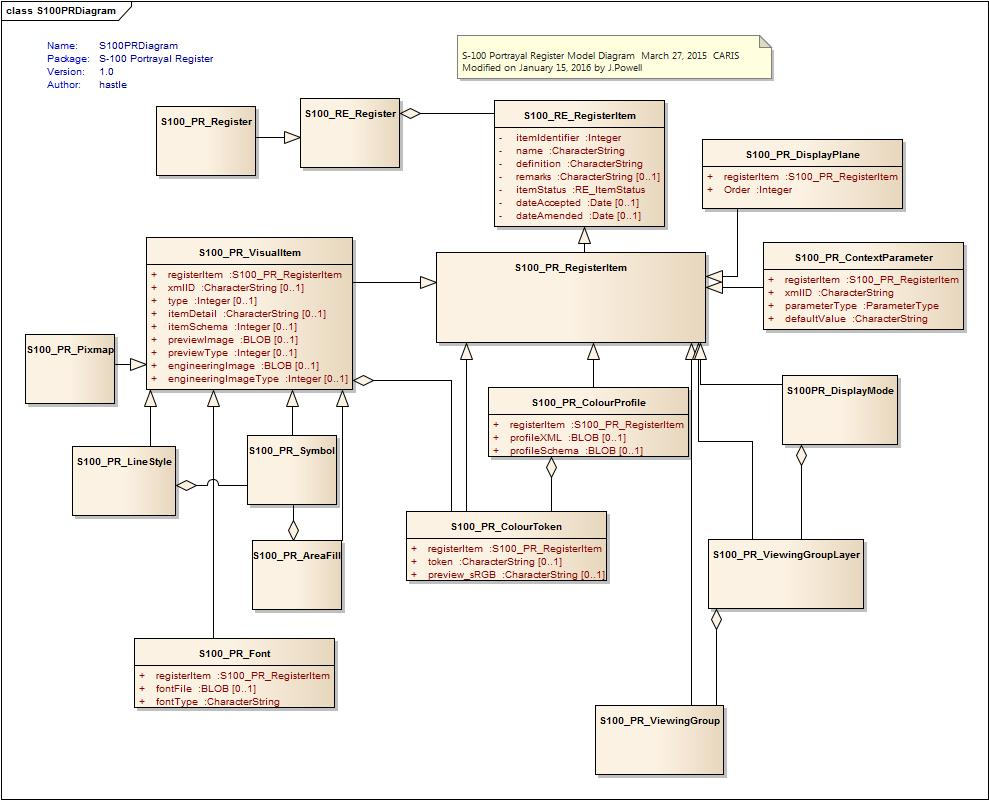 class S100PRDiagram
Name: S100PRDiagram
Package: S-100 Portrayal Register
Version: 1.0
Author: hastle
S-100 Portrayal Register Model Diagram March 27, 2015 CARIS
Modified on January 15, 2016 by J.Powell
S100_PR_Register
S100_RE_Register
S100_RE_RegisterItem
- itemIdentifier :Integer
- name :CharacterString
- definition :CharacterString
- remarks :CharacterString [0..1]
- itemStatus :RE_ItemStatus
- dateAccepted :Date [0..1]
- dateAmended :Date [0..1]
S100_PR_DisplayPlane
+ registerItem :S100_PR_RegisterItem
+ Order :Integer
S100_PR_VisualItem
+ registerItem :S100_PR_RegisterItem
+ xmlID :CharacterString [0..1]
+ type :Integer [0..1]
+ itemDetail :CharacterString [0..1]
+ itemSchema :Integer [0..1]
+ previewImage :BLOB [0..1]
+ previewType :Integer [0..1]
+ engineeringImage :BLOB [0..1]
+ engineeringImageType :Integer [0..1]
S100_PR_RegisterItem
S100_PR_ContextParameter
+ registerItem :S100_PR_RegisterItem
+ xmlID :CharacterString
+ parameterType :ParameterType
+ defaultValue :CharacterString
S100_PR_Pixmap
S100_PR_ColourProfile
+ registerItem :S100_PR_RegisterItem
+ profileXML :BLOB [0..1]
+ profileSchema :BLOB [0..1]
S100PR_DisplayMode
S100_PR_LineStyle
S100_PR_Symbol
S100_PR_ColourToken
+ registerItem :S100_PR_RegisterItem
+ token :CharacterString [0..1]
+ preview_sRGB :CharacterString [0..1]
S100_PR_AreaFill
S100_PR_ViewingGroupLayer
S100_PR_Font
+ registerItem :S100_PR_RegisterItem
+ fontFile :BLOB [0..1]
+ fontType :CharacterString
S100_PR_ViewingGroup